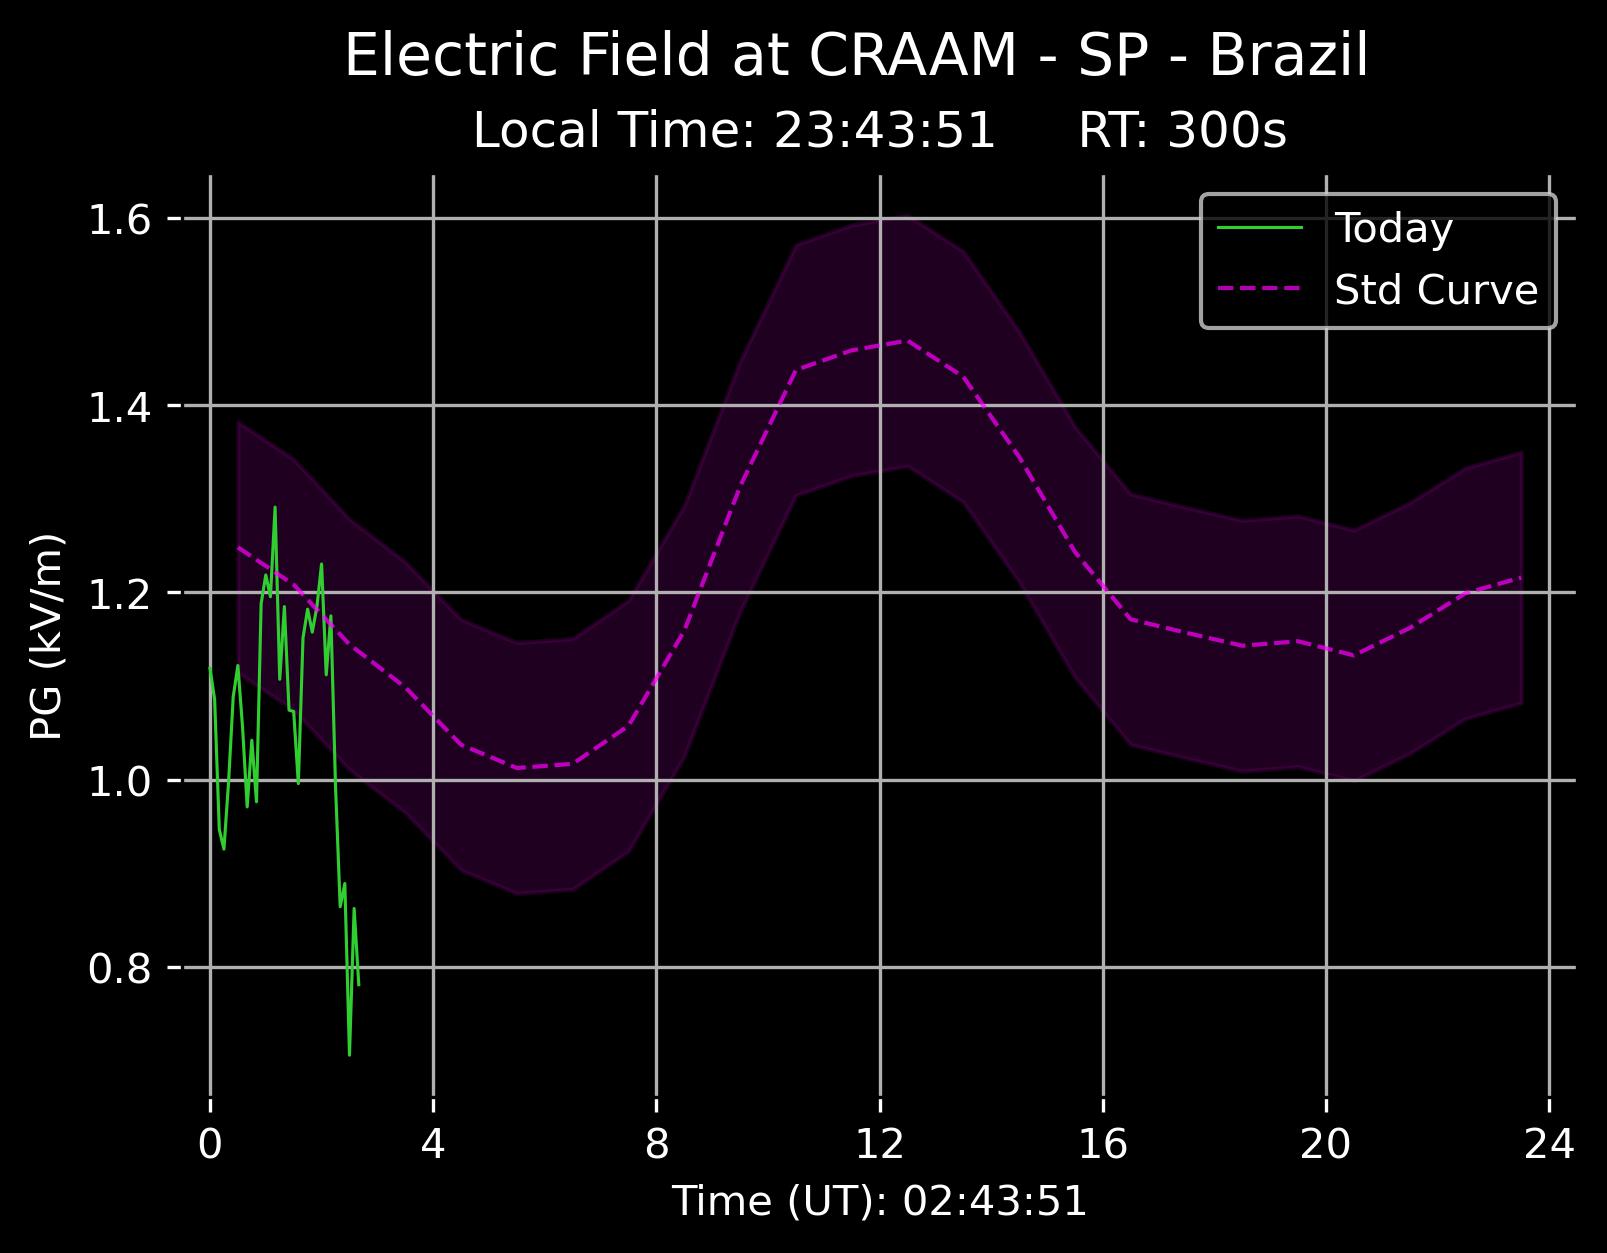 Electric Field at CRAAM - SP - Brazil
Local Time: 23:43:51 RT: 300s
Today
Std Curve
1.6
1.4
1.2
1.0
0.8
PG (kV/m)
0 4 8 12 16 20 24
Time (UT): 02:43:51